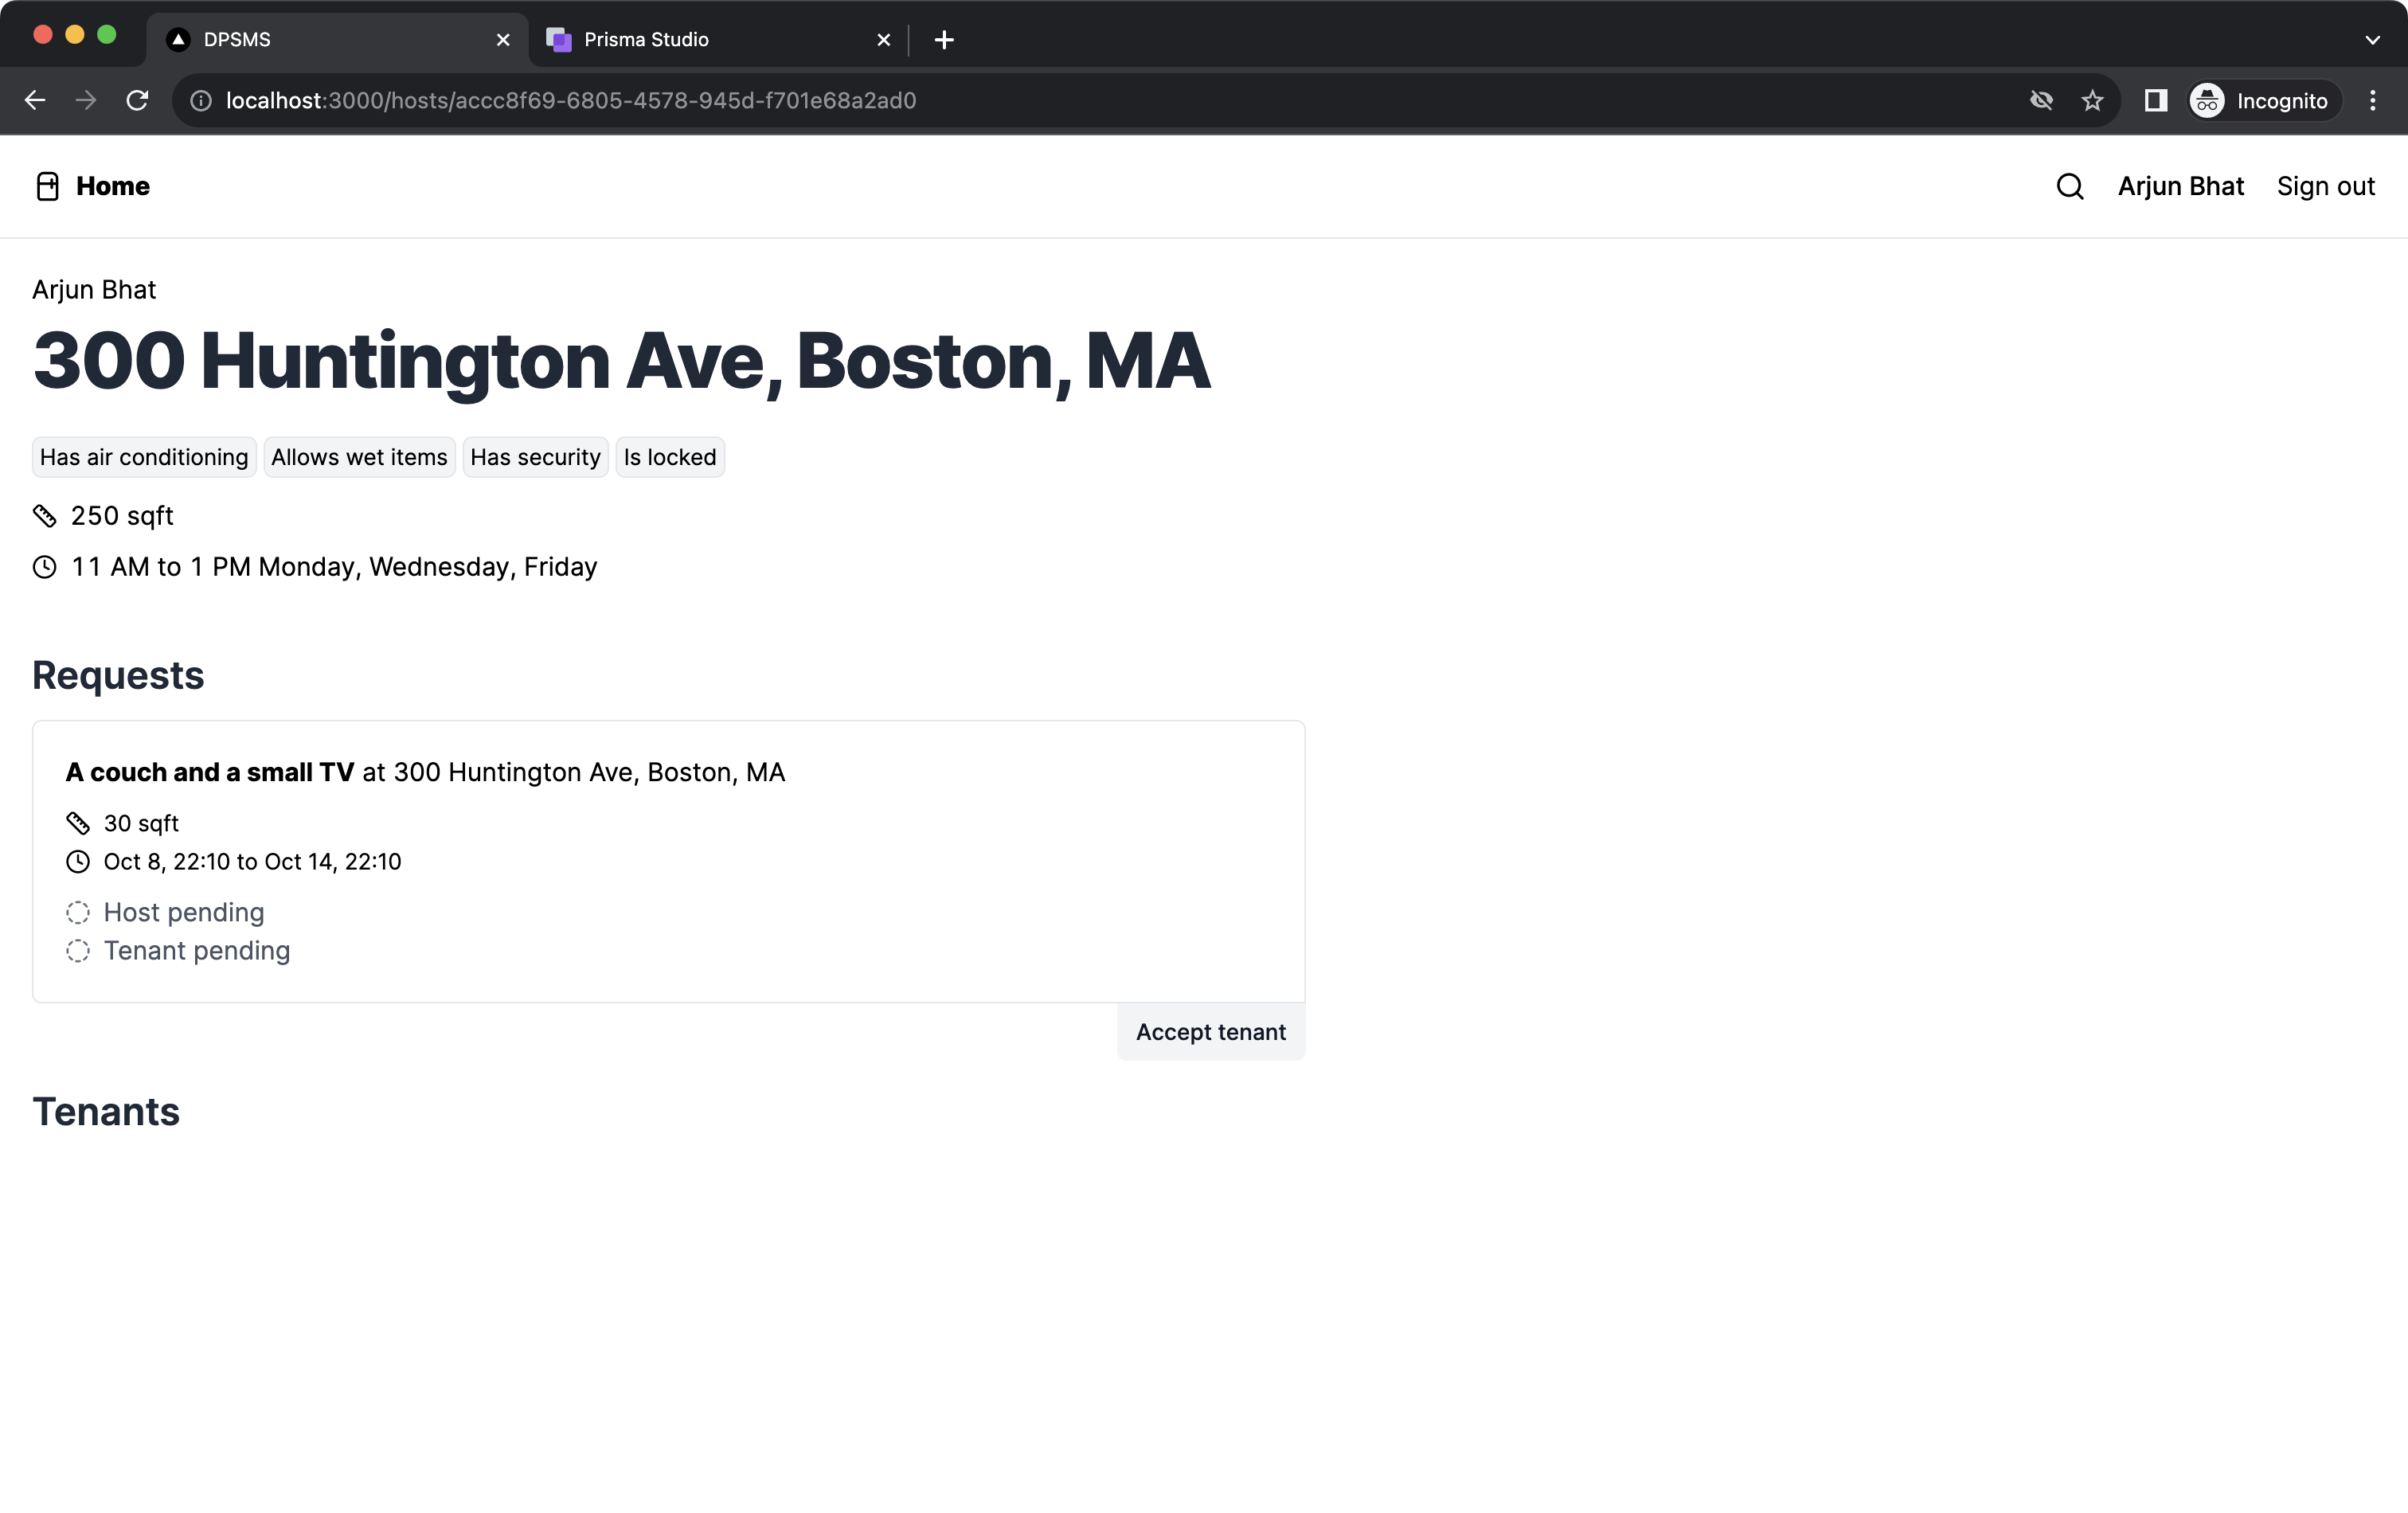 DPSMS
Prisma Studio
localhost:3000/hosts/accc8f69-6805-4578-945d-f701e68a2ad0
Incognito
Home
Arjun Bhat
Sign out
Arjun Bhat
300 Huntington Ave, Boston, MA
Has air conditioning
Allows wet items
Has security
Is locked
250 sqft
11 AM to 1 PM Monday, Wednesday, Friday
Requests
A couch and a small TV at 300 Huntington Ave, Boston, MA
30 sqft
Oct 8, 22:10 to Oct 14, 22:10
Host pending
Tenant pending
Accept tenant
Tenants